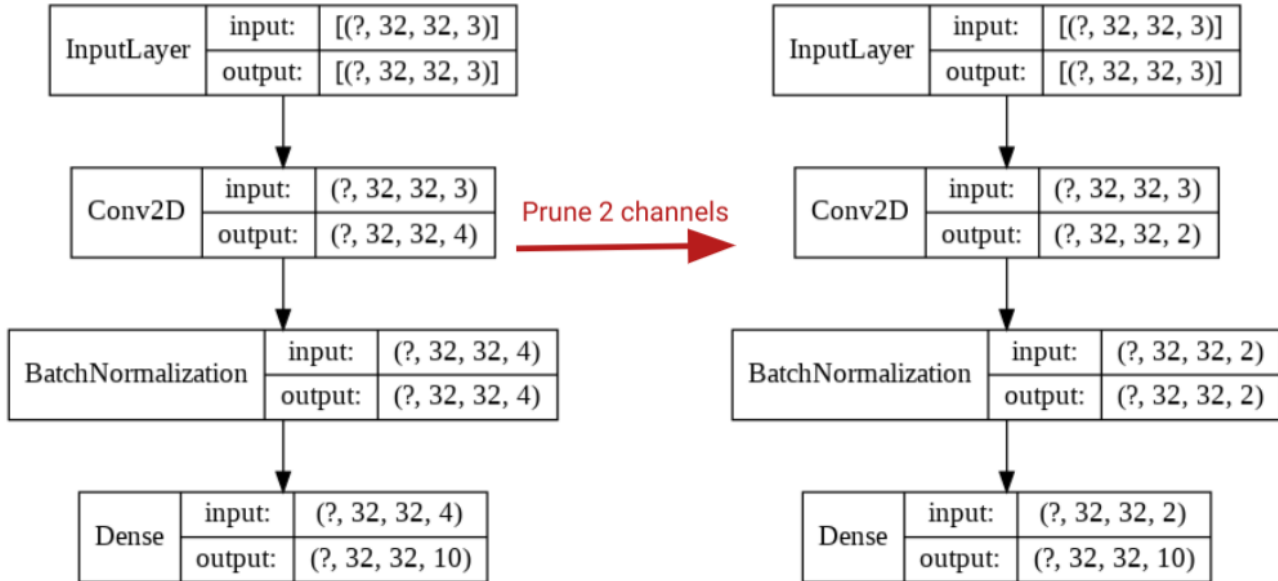 InputLayer
input: [(?, 32, 32, 3)]
output: [(?, 32, 32, 3)]
Conv2D
input: (?, 32, 32, 3)
output: (?, 32, 32, 4)
BatchNormalization
input: (?, 32, 32, 4)
output: (?, 32, 32, 4)
Dense
input: (?, 32, 32, 4)
output: (?, 32, 32, 10)
Prune 2 channels
InputLayer
input: [(?, 32, 32, 3)]
output: [(?, 32, 32, 3)]
Conv2D
input: (?, 32, 32, 3)
output: (?, 32, 32, 2)
BatchNormalization
input: (?, 32, 32, 2)
output: (?, 32, 32, 2)
Dense
input: (?, 32, 32, 2)
output: (?, 32, 32, 10)